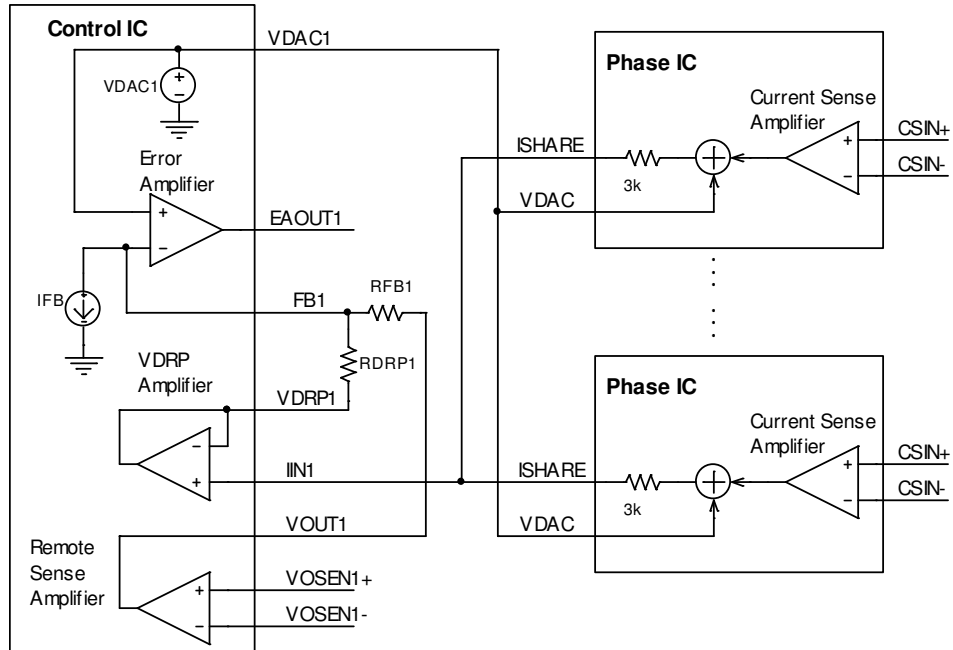 Control IC
VDAC1
VDAC1
+
-
Error
Amplifier
+
-
EAOUT1
IFB
FB1
RFB1
RDRP1
VDRP
Amplifier
VDRP1
-
+
IIN1
VOUT1
Remote
Sense
Amplifier
+
-
VOSEN1+
VOSEN1-
Phase IC
Current Sense
Amplifier
CSIN+
CSIN-
+
-
ISHARE
3k
VDAC
Phase IC
Current Sense
Amplifier
CSIN+
CSIN-
+
-
ISHARE
3k
VDAC